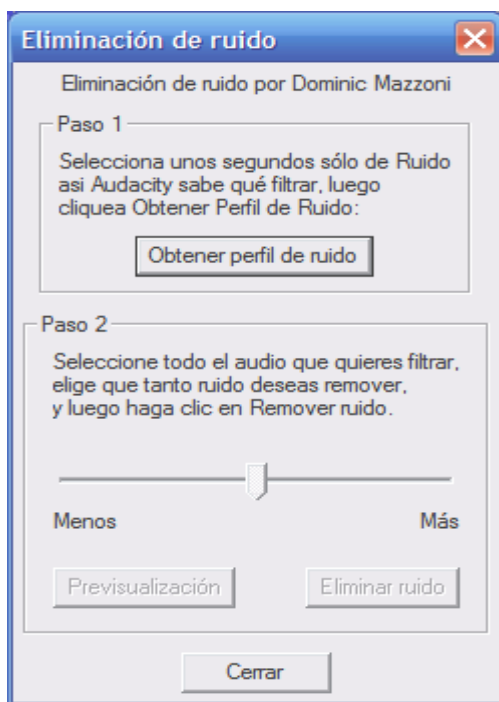 Eliminación de ruido
Eliminación de ruido por Dominic Mazzoni
Paso 1
Selecciona unos segundos sólo de Ruido
asi Audacity sabe qué filtrar, luego
cliquea Obtener Perfil de Ruido:
Obtener perfil de ruido
Paso 2
Seleccione todo el audio que quieres filtrar,
elige que tanto ruido deseas remover,
y luego haga clic en Remover ruido.
Menos Más
Previsualización Eliminar ruido
Cerrar